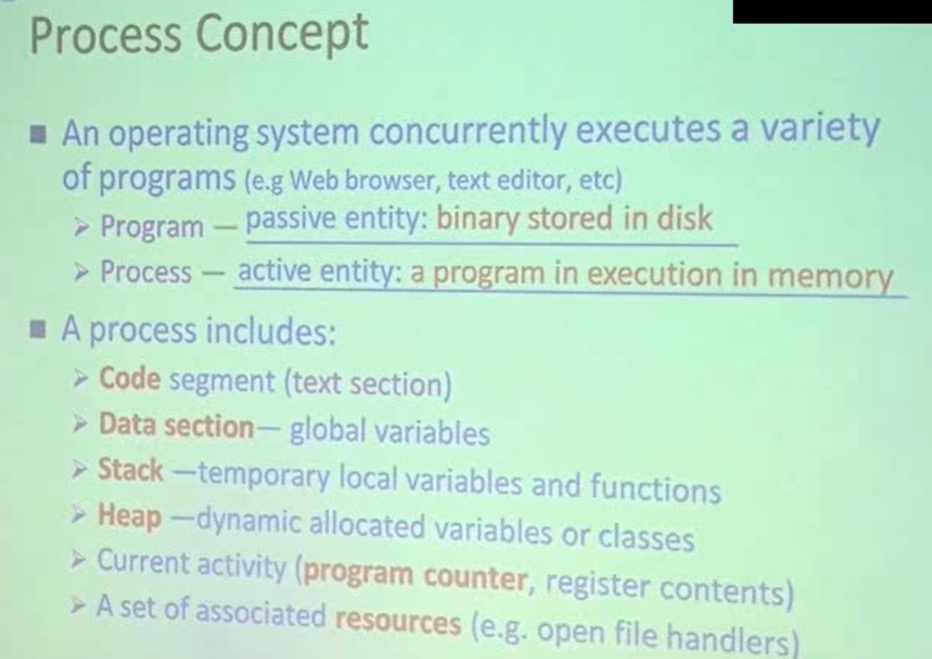 Process Concept
■ An operating system concurrently executes a variety
of programs (e.g Web browser, text editor, etc)
➢ Program — passive entity: binary stored in disk
➢ Process — active entity: a program in execution in memory
■ A process includes:
➢ Code segment (text section)
➢ Data section— global variables
➢ Stack —temporary local variables and functions
➢ Heap —dynamic allocated variables or classes
➢ Current activity (program counter, register contents)
➢ A set of associated resources (e.g. open file handlers)